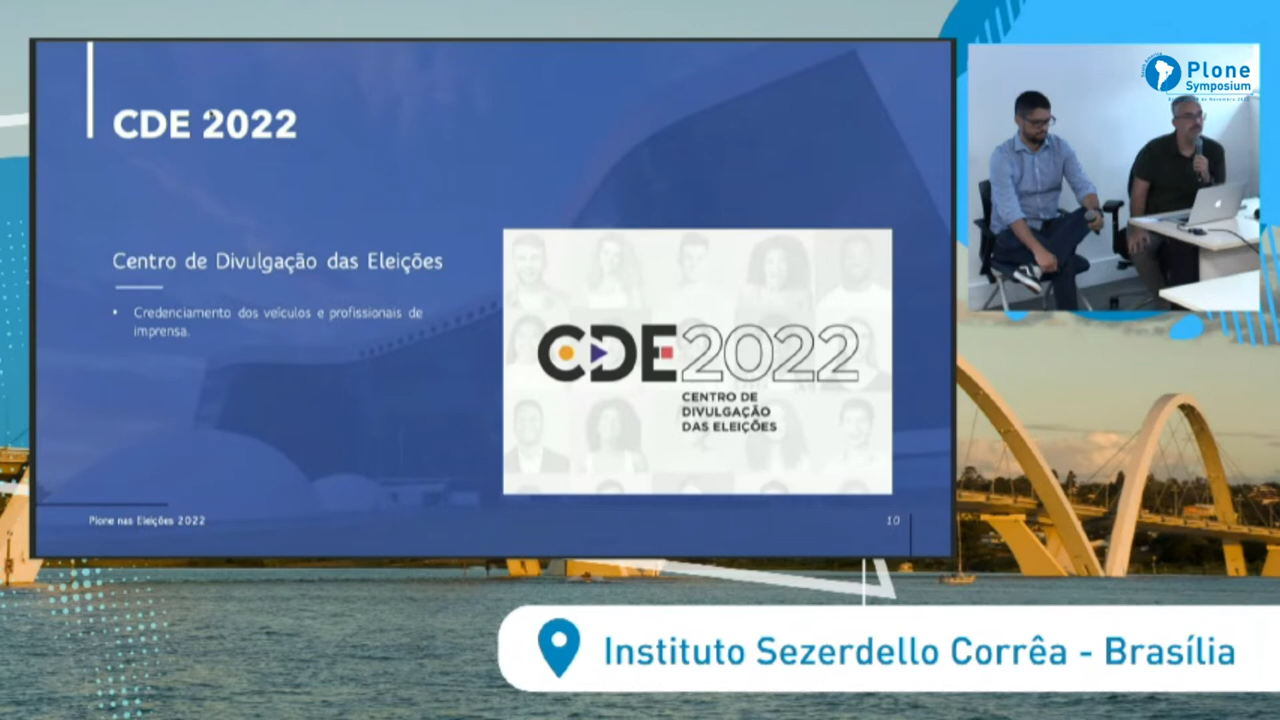 CDE 2022
Centro de Divulgação das Eleições
• Credenciamento dos veículos e profissionais de
imprensa.
CDE2022
CENTRO DE
DIVULGAÇÃO
DAS ELEIÇÕES
Plone nas Eleições 2022
10
Plone
Symposium
Instituto Sezerdello Corrêa - Brasília